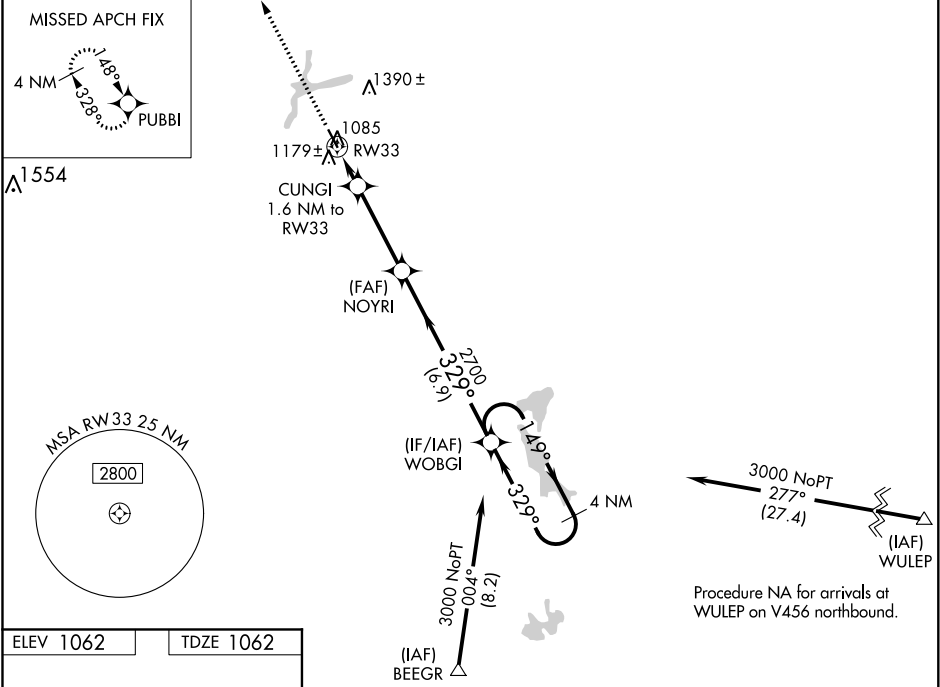 MISSED APCH FIX
4 NM
148°
328°
PUBBI
1390 ±
1085
1179 ±
RW33
1554
CUNGI
1.6 NM to
RW33
(FAF)
NOYRI
2700
329°
(6.9)
(IF/IAF)
WOBGI
149°
329°
4 NM
MSA RW33 25 NM
2800
3000 NoPT
277°
(27.4)
(IAF)
WULEP
3000 NoPT
004°
(8.2)
Procedure NA for arrivals at
WULEP on V456 northbound.
(IAF)
BEEGR
ELEV 1062
TDZE 1062